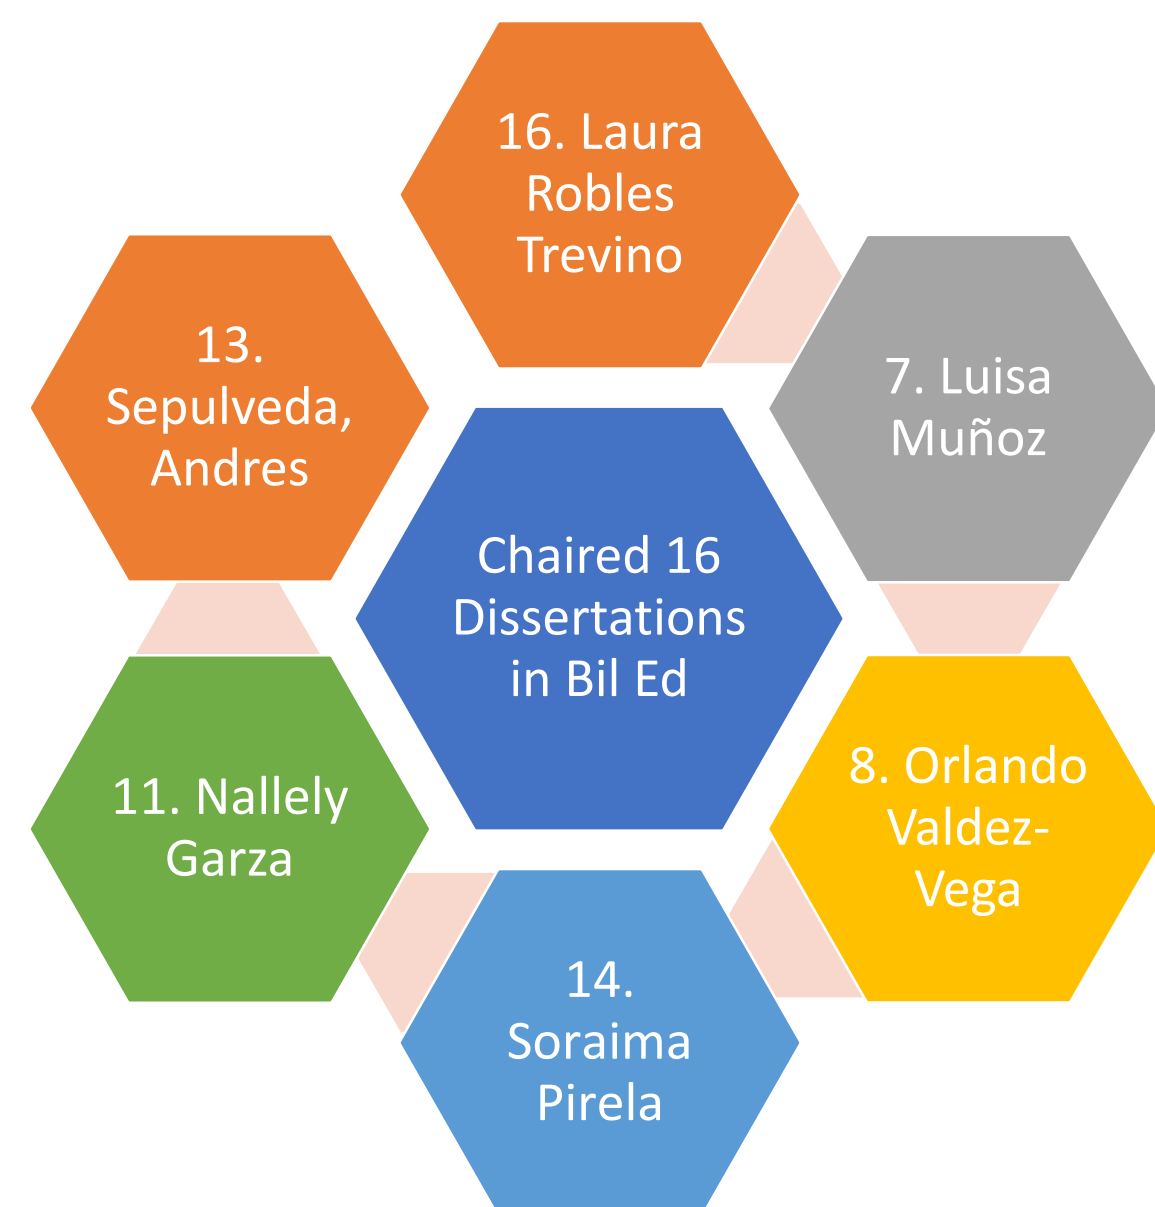 16. Laura
Robles
Trevino
13.
Sepulveda,
Andres
7. Luisa
Muñoz
Chaired 16
Dissertations
in Bil Ed
11. Nallely
Garza
8. Orlando
Valdez-
Vega
14.
Soraima
Pirela